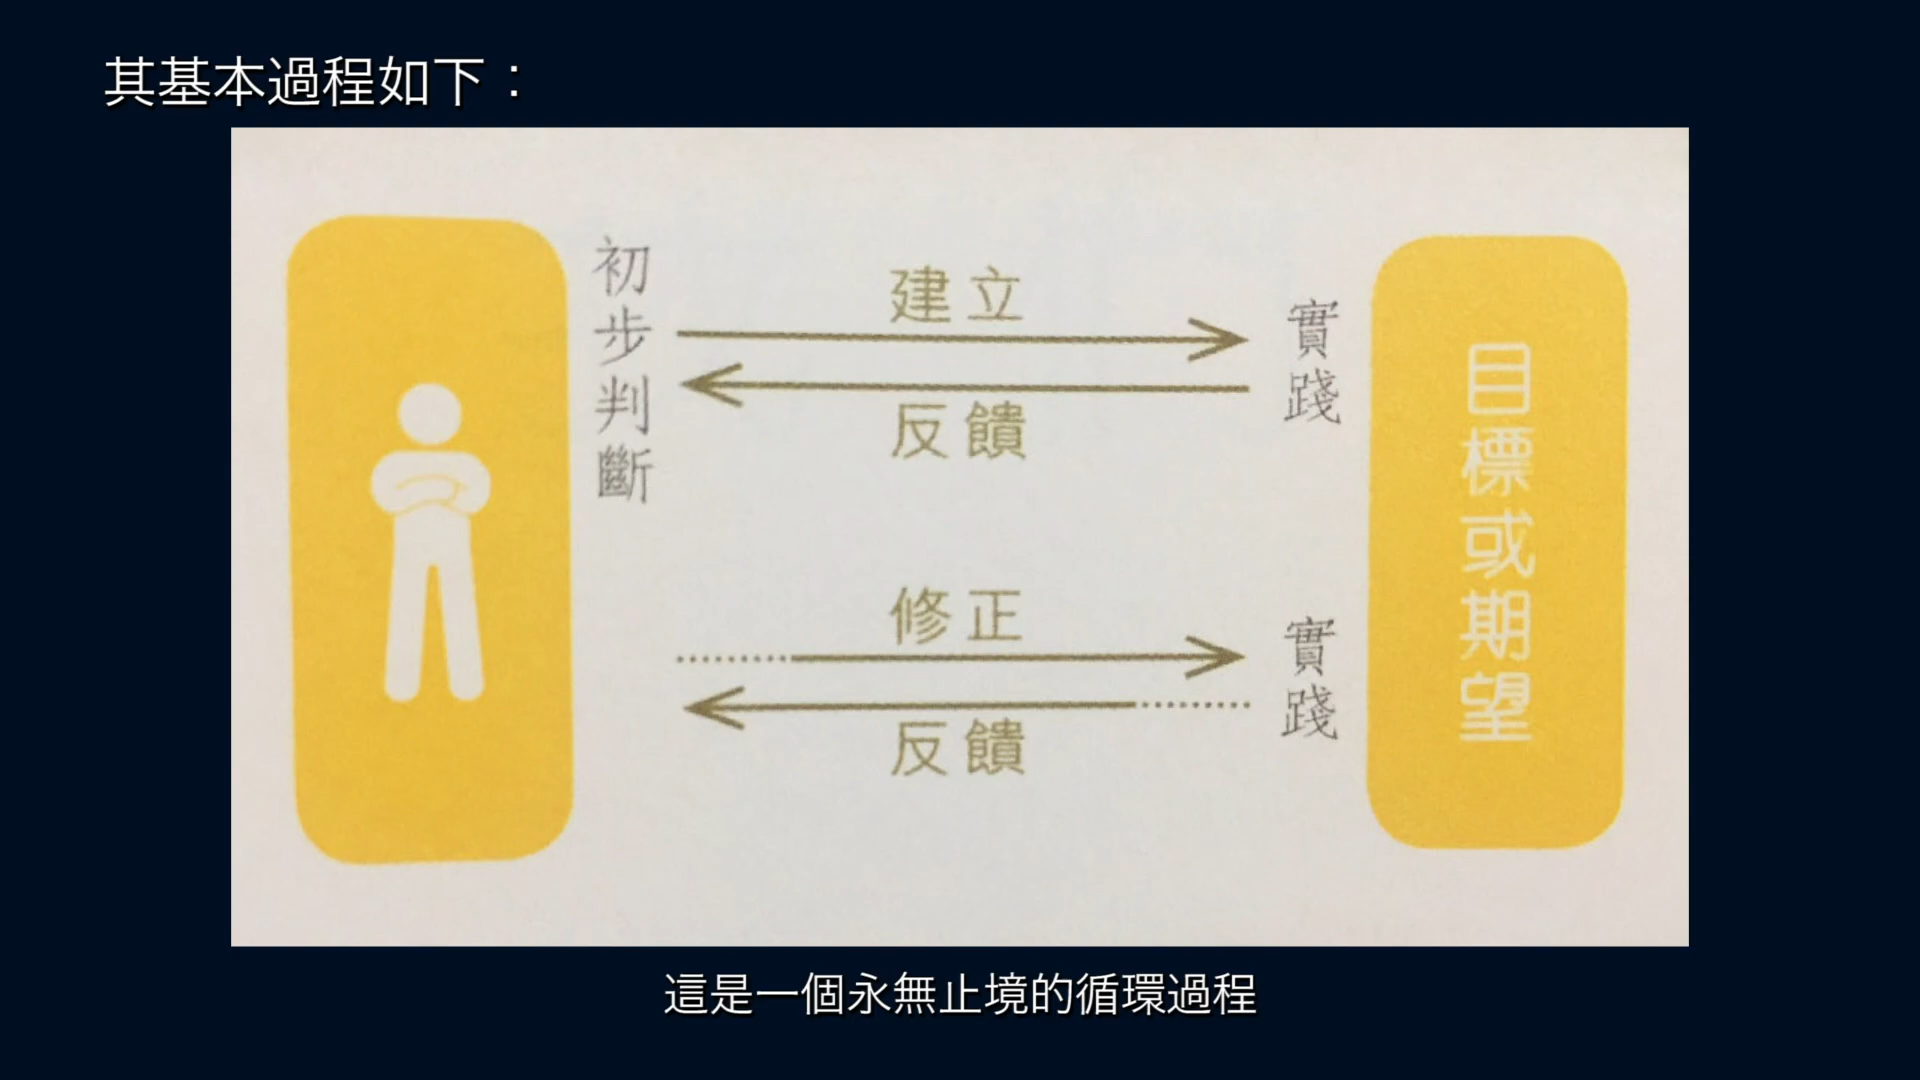 其基本過程如下：
初步判斷
建立
反饋
實踐
修正
反饋
實踐
目標或期望
這是一個永無止境的循環過程